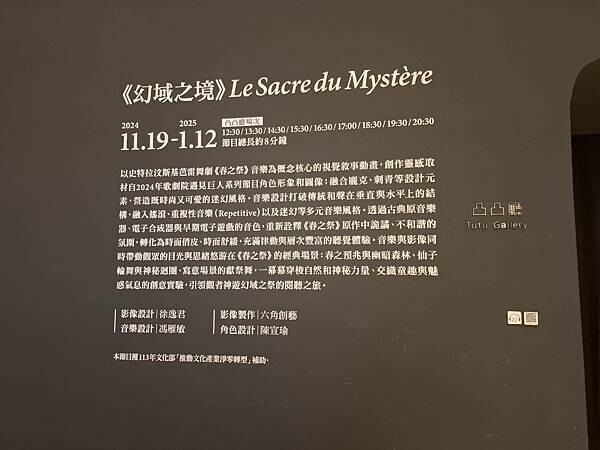 《幻域之境》Le Sacre du Mystère
2024 2025 凸凸廳場次
11.19-1.12 12:30 / 13:30 / 14:30 / 15:30 / 16:30 / 17:00 / 18:30 / 19:30 / 20:30
節目總長約8分鐘
以史特拉汶斯基芭雷舞劇《春之祭》音樂為概念核心的視覺敘事動畫，創作靈感取
材自2024年歌劇院遇見巨人系列節目角色形象和圖像；融合龐克、刺青等設計元
素，營造既時尚又可愛的迷幻風格。音樂設計打破傳統和聲在垂直與水平上的結
構，融入搖滾、重複性音樂（Repetitive）以及迷幻等多元音樂風格。透過古典原音樂
器、電子合成器與早期電子遊戲的音色，重新詮釋《春之祭》原作中詭譎、不和諧的
氛圍，轉化為時而俏皮、時而舒緩，充滿律動與層次豐富的聽覺體驗。音樂與影像同
時帶動觀眾的目光與思緒悠游在《春之祭》的經典場景：春之預兆與幽暗森林、仙子
輪舞與神秘迴圈、寫意場景的獻祭舞，一幕幕穿梭自然和神秘力量、交織童趣與魅
惑氣息的創意實驗，引領觀者神遊幻域之祭的閱聽之旅。
影像設計｜徐逸君 影像製作｜六角創藝
音樂設計｜馮雁敏 角色設計｜陳宣瑜
本節目獲113年文化部「推動文化產業淨零轉型」補助。
凸凸廳
Tutu Gallery
22